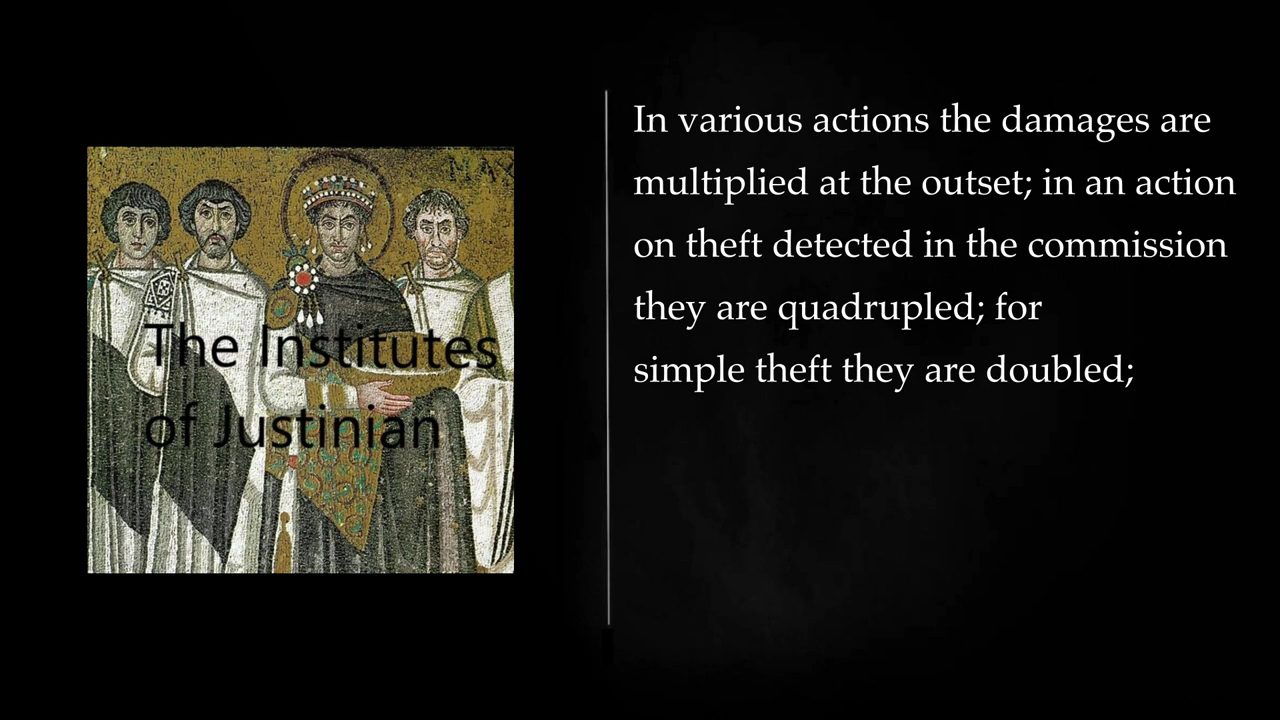 The Institutes
of Justinian
In various actions the damages are
multiplied at the outset; in an action
on theft detected in the commission
they are quadrupled; for
simple theft they are doubled;